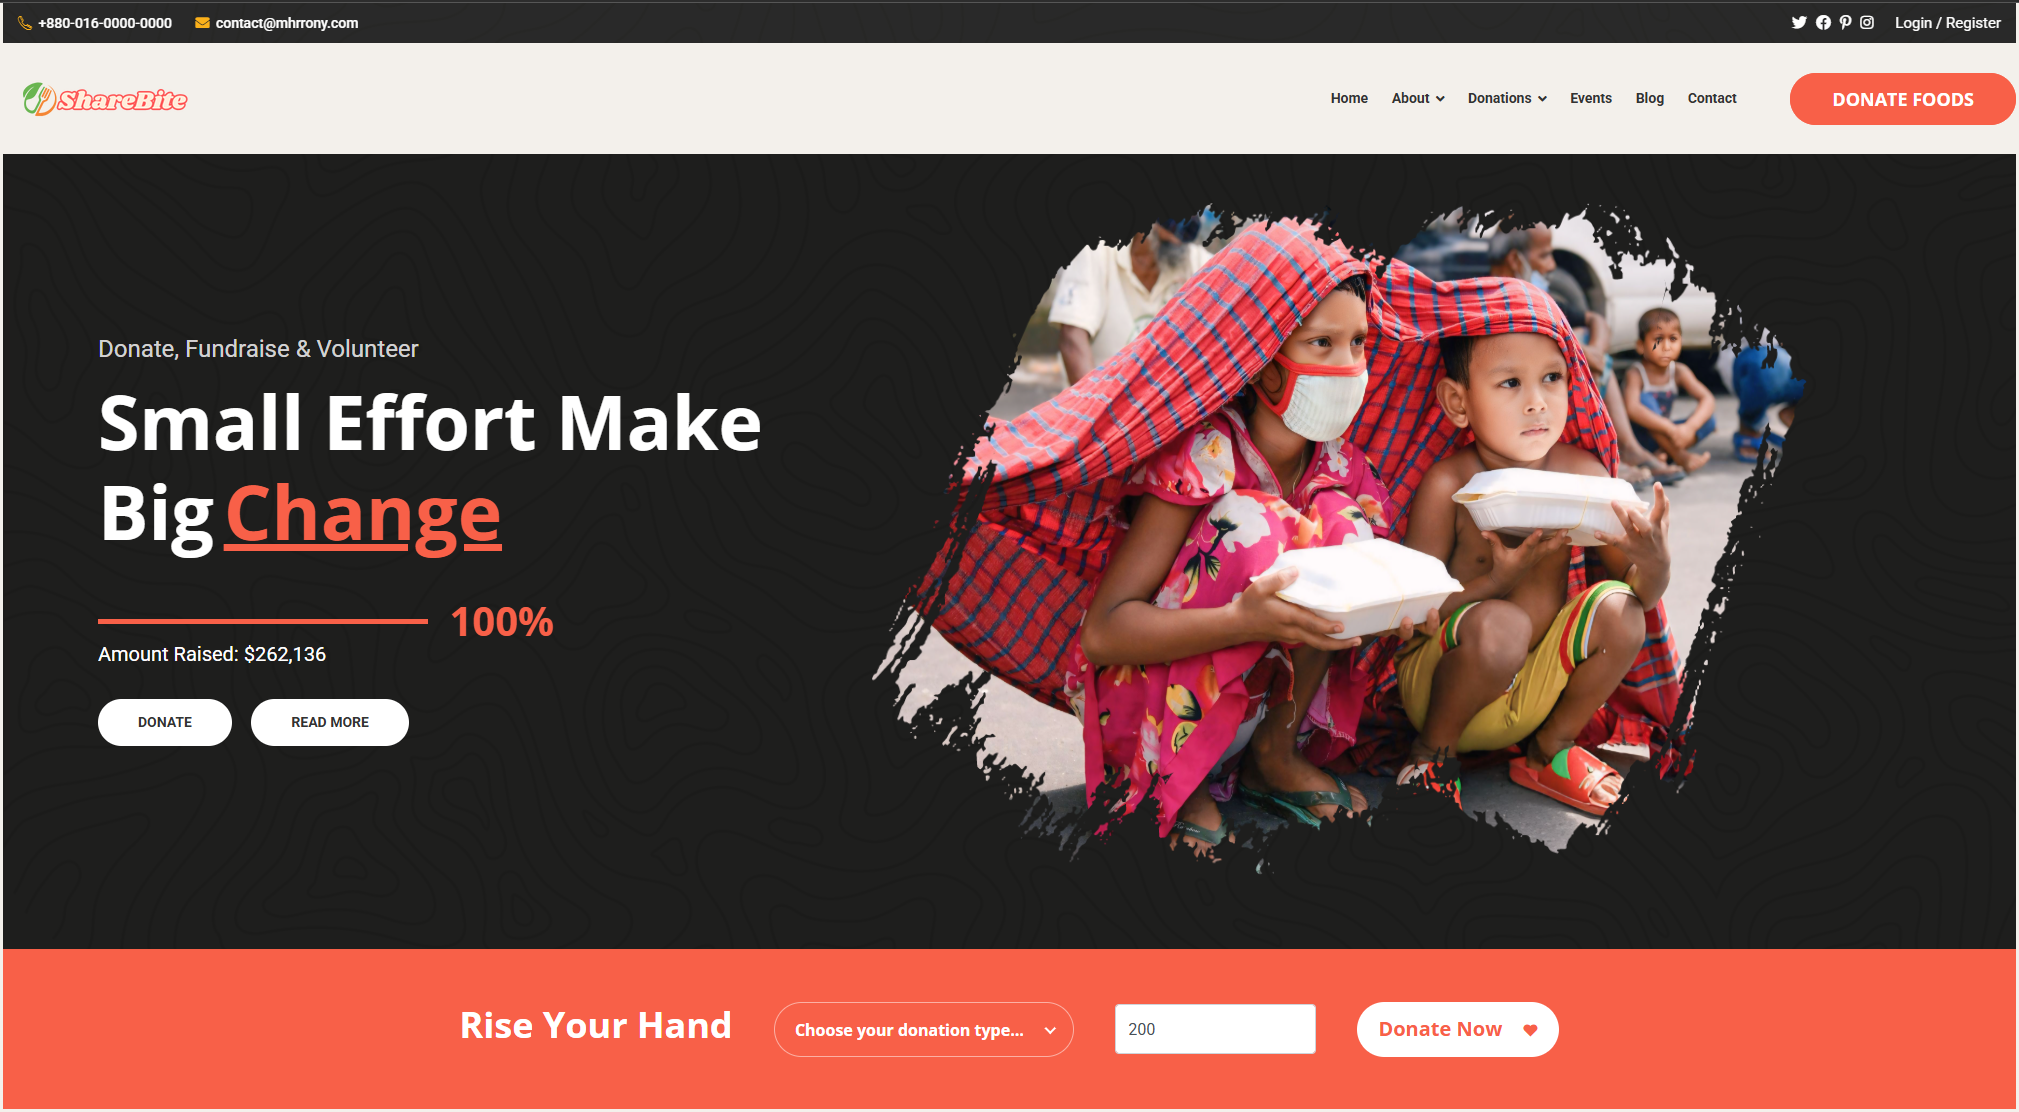 +880-016-0000-0000 contact@mhrrony.com Login / Register
ShareBite Home About Donations Events Blog Contact DONATE FOODS
Donate, Fundraise & Volunteer
Small Effort Make
Big Change
100%
Amount Raised: $262,136
DONATE READ MORE
Rise Your Hand Choose your donation type... 200 Donate Now